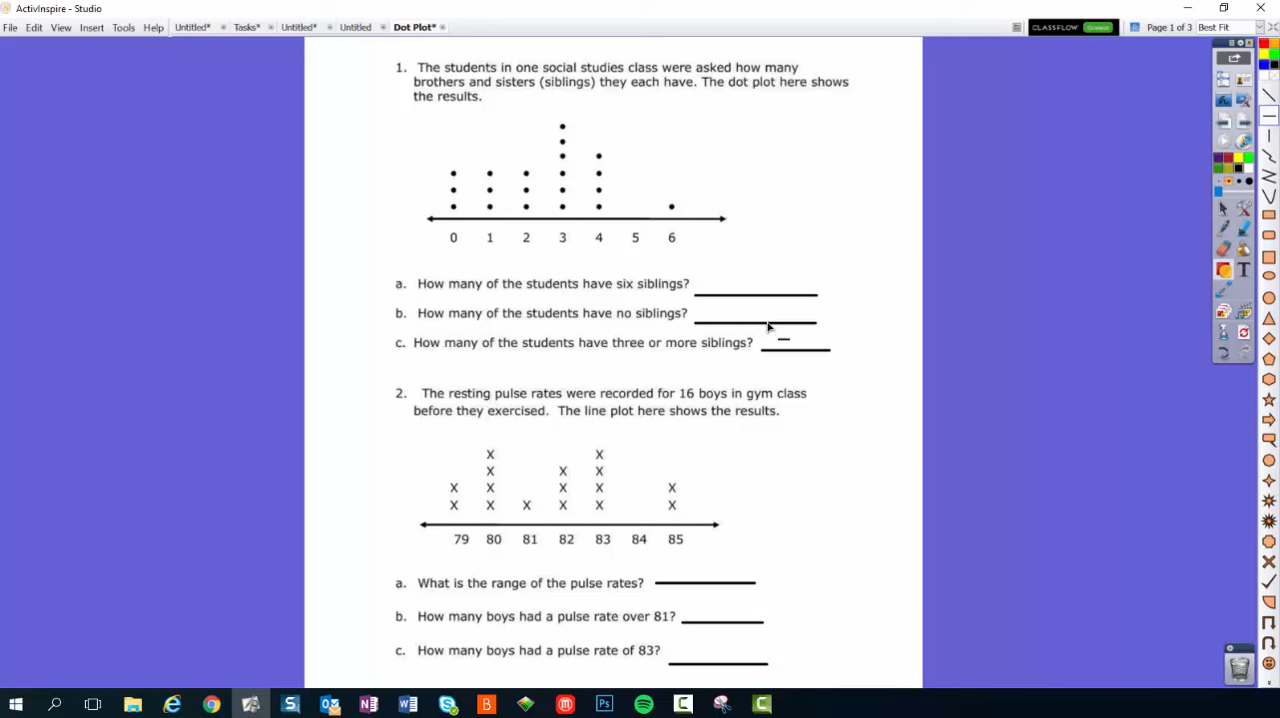 ActivInspire - Studio
File Edit View Insert Tools Help Untitled* Tasks* Untitled* Untitled Dot Plot* CLASSFLOW Connect Page 1 of 3 Best Fit
1. The students in one social studies class were asked how many
brothers and sisters (siblings) they each have. The dot plot here shows
the results.
0 1 2 3 4 5 6
a. How many of the students have six siblings?
b. How many of the students have no siblings?
c. How many of the students have three or more siblings?
2. The resting pulse rates were recorded for 16 boys in gym class
before they exercised. The line plot here shows the results.
X X
X X X
X X X X X
X X X X X X
79 80 81 82 83 84 85
a. What is the range of the pulse rates?
b. How many boys had a pulse rate over 81?
c. How many boys had a pulse rate of 83?